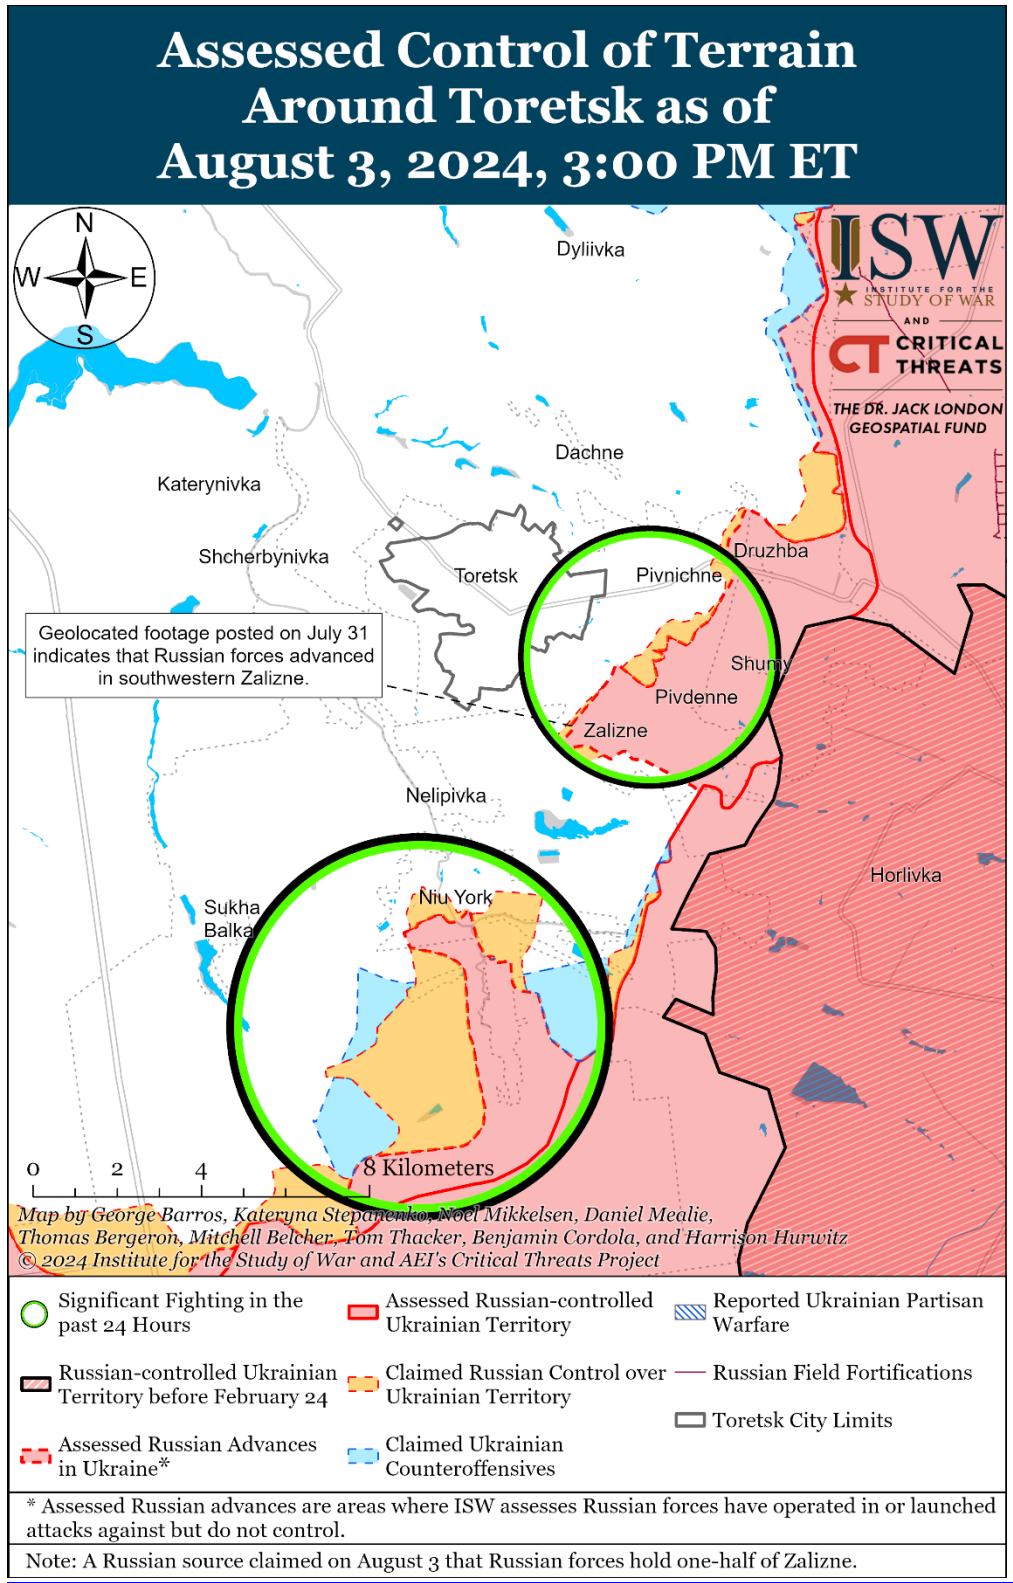 Assessed Control of Terrain
Around Toretsk as of
August 3, 2024, 3:00 PM ET
N
W
E
S
ISW
INSTITUTE FOR THE
STUDY OF WAR
AND
CT CRITICAL
THREATS
THE DR. JACK LONDON
GEOSPATIAL FUND
Dyliivka
Dachne
Katerynivka
Shcherbynivka
Druzhba
Toretsk
Pivnichne
Geolocated footage posted on July 31
indicates that Russian forces advanced
in southwestern Zalizne.
Shumy
Pivdenne
Zalizne
Nelipivka
Horlivka
Niu York
Sukha
Balka
0 2 4 8 Kilometers
Map by George Barros, Kateryna Stepanenko, Noel Mikkelsen, Daniel Mealie,
Thomas Bergeron, Mitchell Belcher, Tom Thacker, Benjamin Cordola, and Harrison Hurwitz
© 2024 Institute for the Study of War and AEI's Critical Threats Project
Significant Fighting in the
past 24 Hours
Russian-controlled Ukrainian
Territory before February 24
Assessed Russian Advances
in Ukraine*
Assessed Russian-controlled
Ukrainian Territory
Claimed Russian Control over
Ukrainian Territory
Claimed Ukrainian
Counteroffensives
Reported Ukrainian Partisan
Warfare
Russian Field Fortifications
Toretsk City Limits
* Assessed Russian advances are areas where ISW assesses Russian forces have operated in or launched
attacks against but do not control.
Note: A Russian source claimed on August 3 that Russian forces hold one-half of Zalizne.